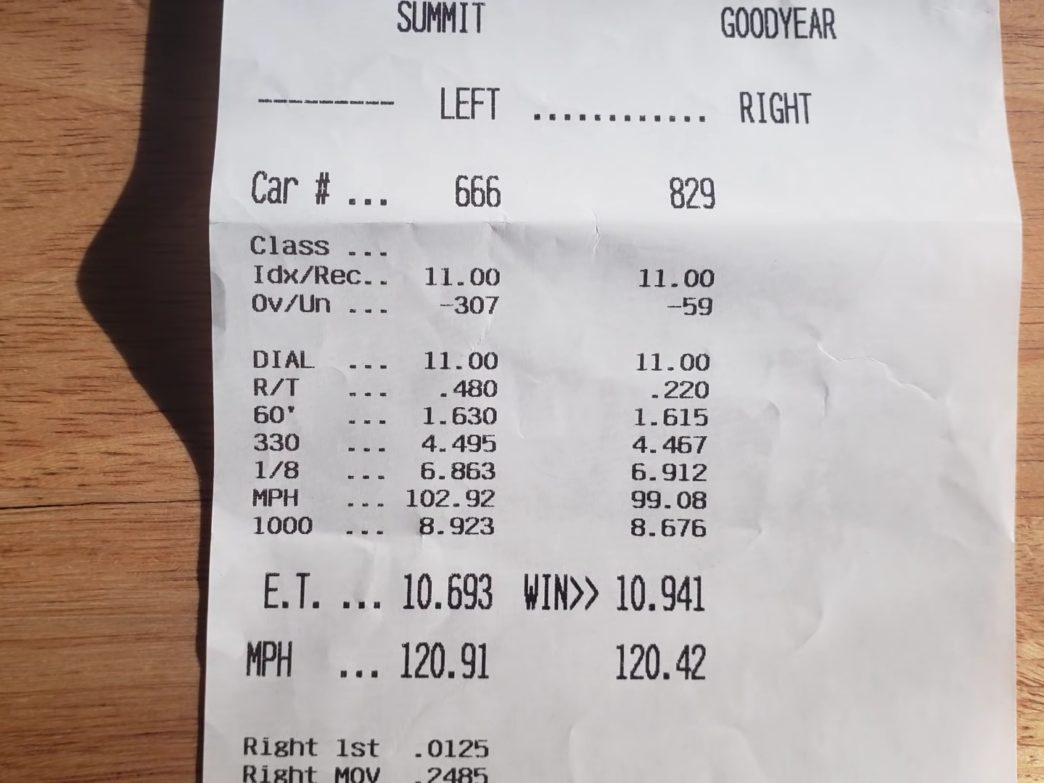 SUMMIT GOODYEAR
--------- LEFT ............ RIGHT
Car # ... 666 829
Class ...
Idx/Rec.. 11.00 11.00
Ov/Un ... -307 -59
DIAL ... 11.00 11.00
R/T ... .480 .220
60' ... 1.630 1.615
330 ... 4.495 4.467
1/8 ... 6.863 6.912
MPH ... 102.92 99.08
1000 ... 8.923 8.676
E.T. ... 10.693 WIN>> 10.941
MPH ... 120.91 120.42
Right 1st .0125
Right MOV .2485